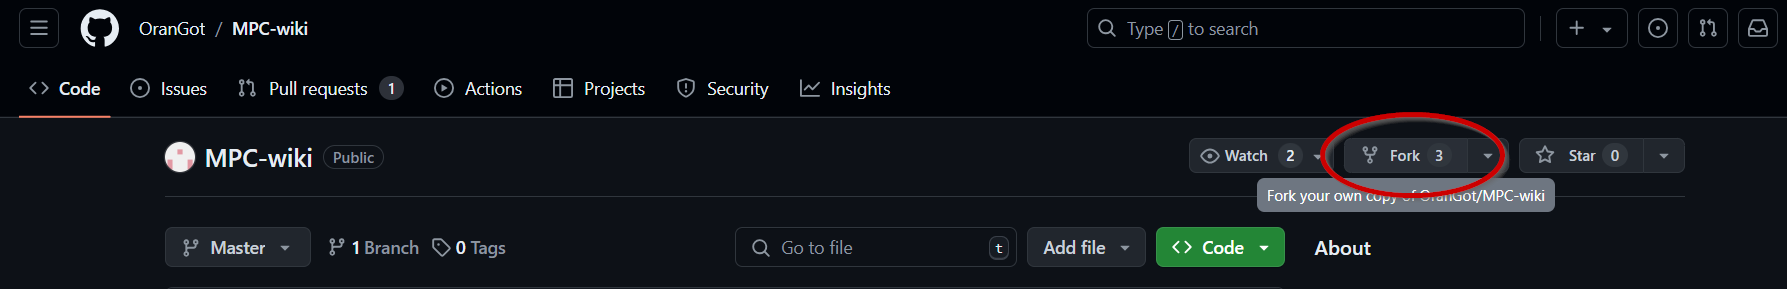 OranGot / MPC-wiki
Type / to search
Code
Issues
Pull requests 1
Actions
Projects
Security
Insights
MPC-wiki Public
Watch 2
Fork 3
Star 0
Fork your own copy of OranGot/MPC-wiki
Master
1 Branch
0 Tags
Go to file t
Add file
Code
About